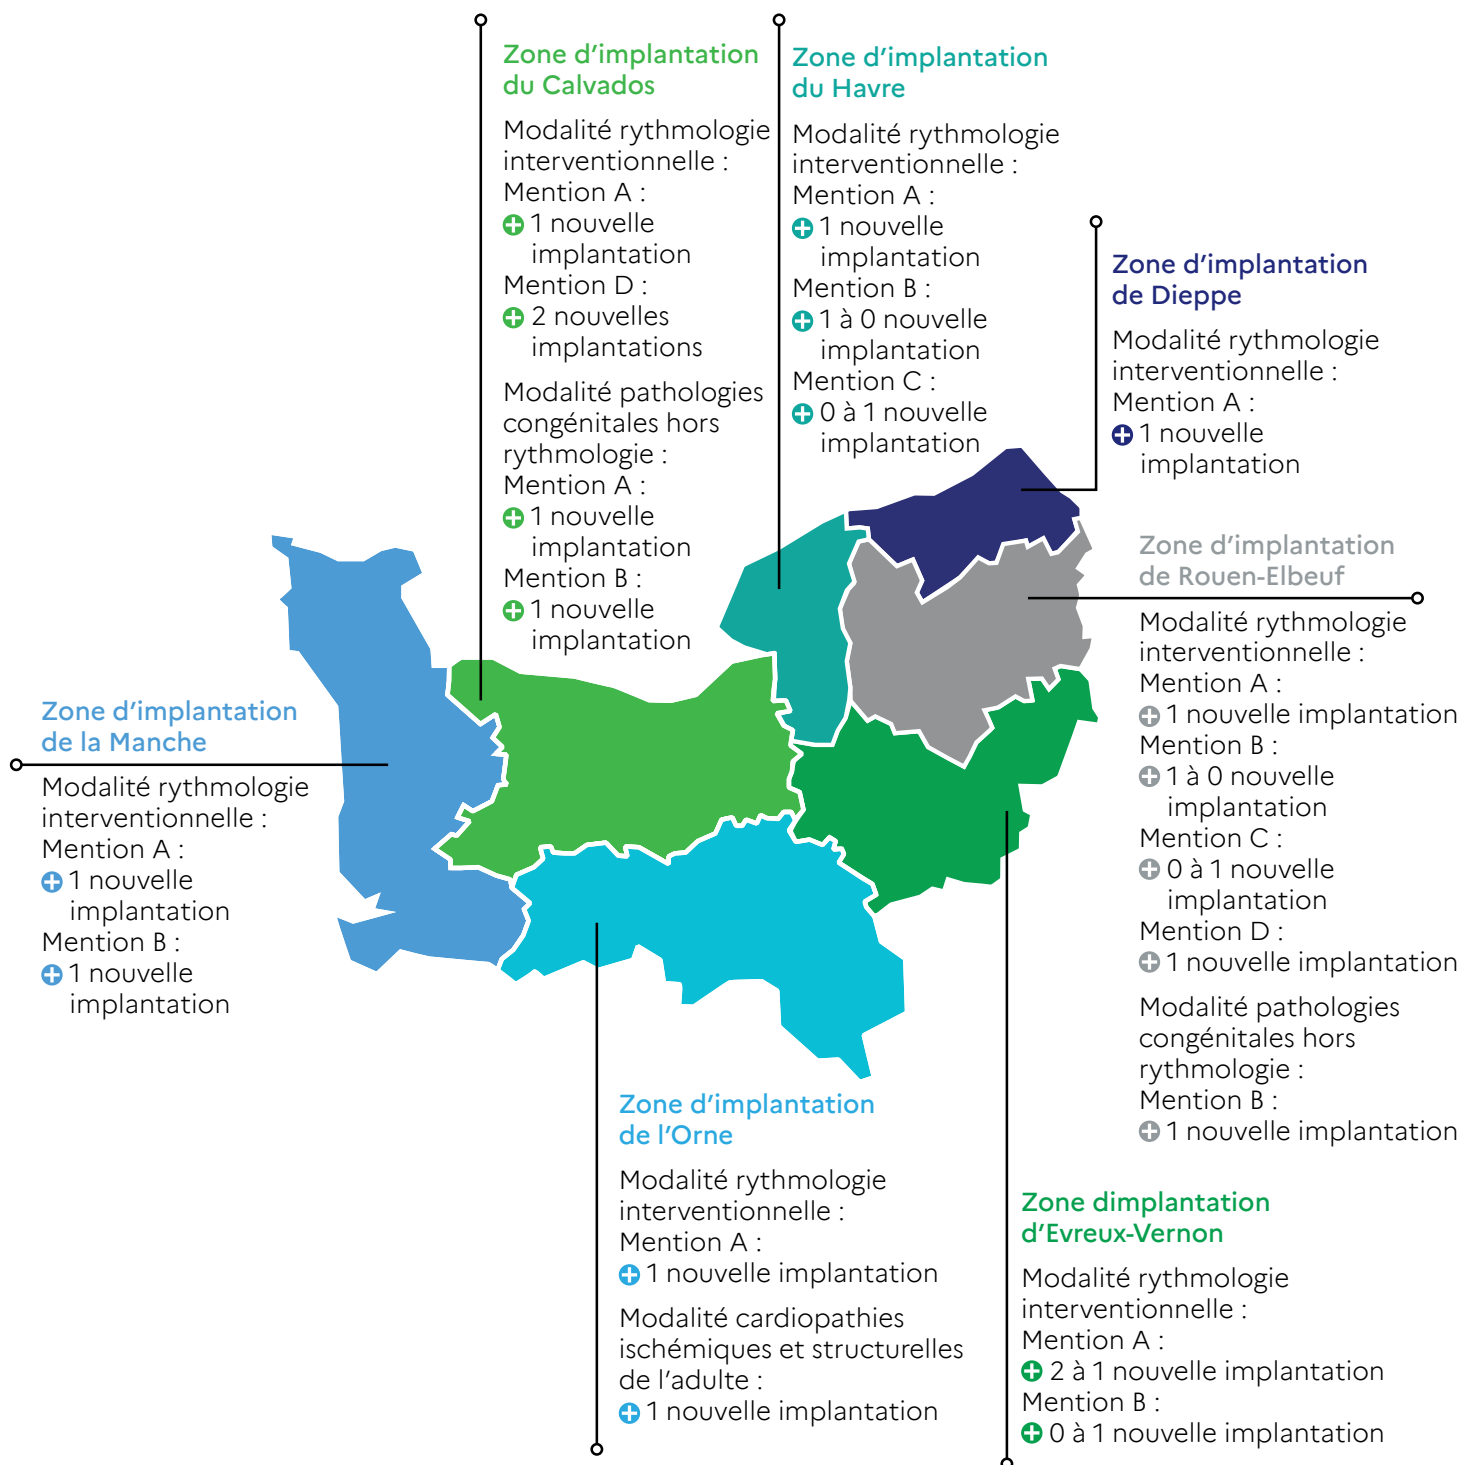 Zone d'implantation
du Calvados
Modalité rythmologie
interventionnelle :
Mention A :
1 nouvelle
implantation
Mention D :
2 nouvelles
implantations
Modalité pathologies
congénitales hors
rythmologie :
Mention A :
1 nouvelle
implantation
Mention B :
1 nouvelle
implantation
Zone d'implantation
du Havre
Modalité rythmologie
interventionnelle :
Mention A :
1 nouvelle
implantation
Mention B :
1 à 0 nouvelle
implantation
Mention C :
0 à 1 nouvelle
implantation
Zone d'implantation
de Dieppe
Modalité rythmologie
interventionnelle :
Mention A :
1 nouvelle
implantation
Zone d'implantation
de Rouen-Elbeuf
Modalité rythmologie
interventionnelle :
Mention A :
1 nouvelle implantation
Mention B :
1 à 0 nouvelle
implantation
Mention C :
0 à 1 nouvelle
implantation
Mention D :
1 nouvelle implantation
Modalité pathologies
congénitales hors
rythmologie :
Mention B :
1 nouvelle implantation
Zone d'implantation
de la Manche
Modalité rythmologie
interventionnelle :
Mention A :
1 nouvelle
implantation
Mention B :
1 nouvelle
implantation
Zone d'implantation
de l'Orne
Modalité rythmologie
interventionnelle :
Mention A :
1 nouvelle implantation
Modalité cardiopathies
ischémiques et structurelles
de l'adulte :
1 nouvelle implantation
Zone dimplantation
d'Evreux-Vernon
Modalité rythmologie
interventionnelle :
Mention A :
2 à 1 nouvelle implantation
Mention B :
0 à 1 nouvelle implantation